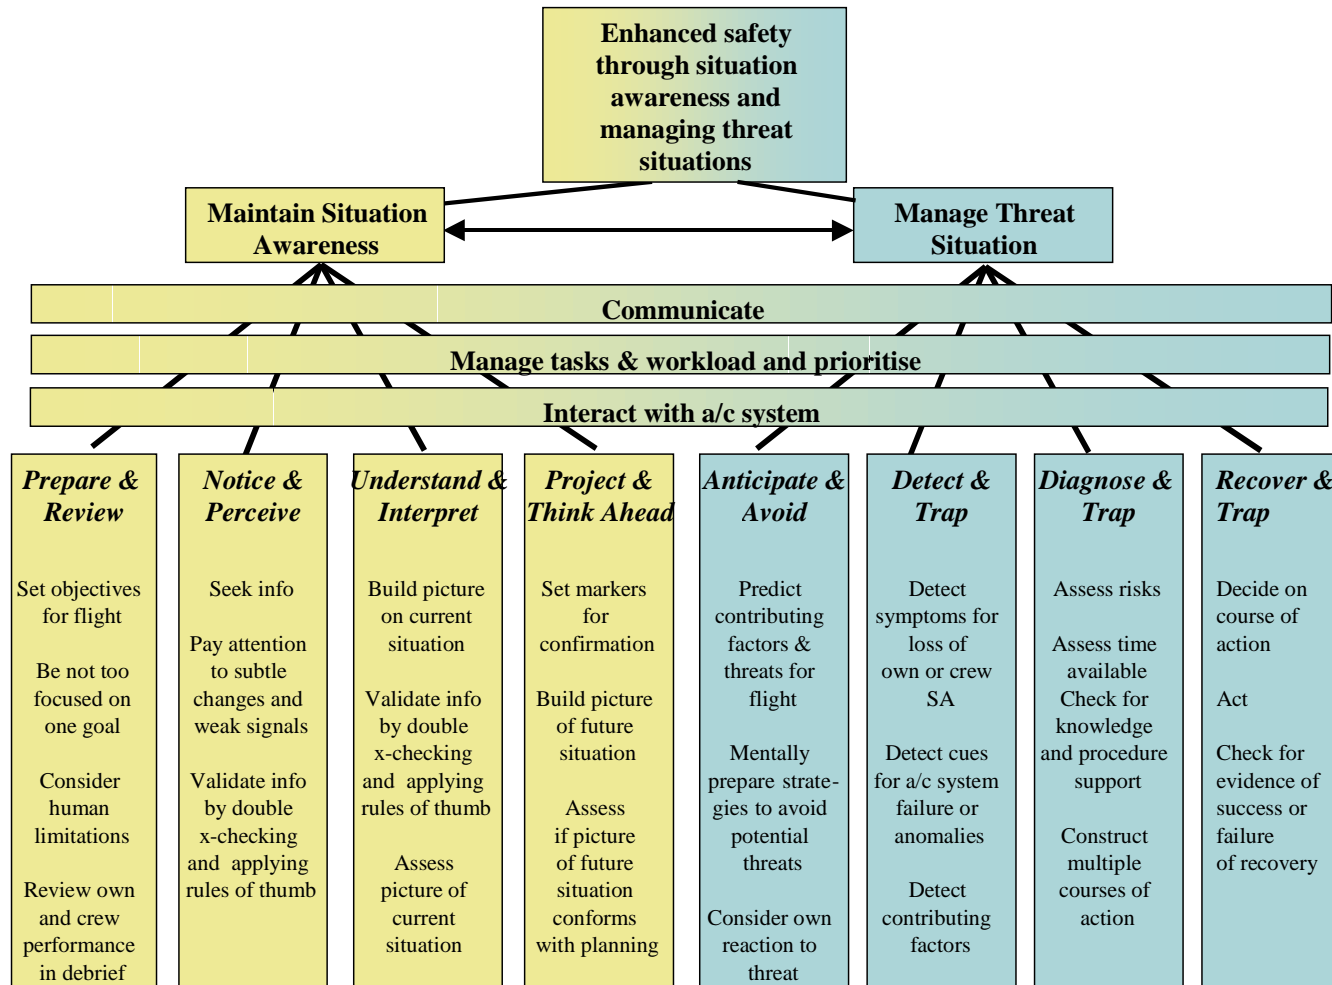 Enhanced safety
through situation
awareness and
managing threat
situations
Maintain Situation
Awareness
Manage Threat
Situation
Communicate
Manage tasks & workload and prioritise
Interact with a/c system
Prepare &
Review
Set objectives
for flight
Be not too
focused on
one goal
Consider
human
limitations
Review own
and crew
performance
in debrief
Notice &
Perceive
Seek info
Pay attention
to subtle
changes and
weak signals
Validate info
by double
x-checking
and applying
rules of thumb
Understand &
Interpret
Build picture
on current
situation
Validate info
by double
x-checking
and applying
rules of thumb
Assess
picture of
current
situation
Project &
Think Ahead
Set markers
for
confirmation
Build picture
of future
situation
Assess
if picture
of future
situation
conforms
with planning
Anticipate &
Avoid
Predict
contributing
factors &
threats for
flight
Mentally
prepare strate-
gies to avoid
potential
threats
Consider own
reaction to
threat
Detect &
Trap
Detect
symptoms for
loss of
own or crew
SA
Detect cues
for a/c system
failure or
anomalies
Detect
contributing
factors
Diagnose &
Trap
Assess risks
Assess time
available
Check for
knowledge
and procedure
support
Construct
multiple
courses of
action
Recover &
Trap
Decide on
course of
action
Act
Check for
evidence of
success or
failure
of recovery